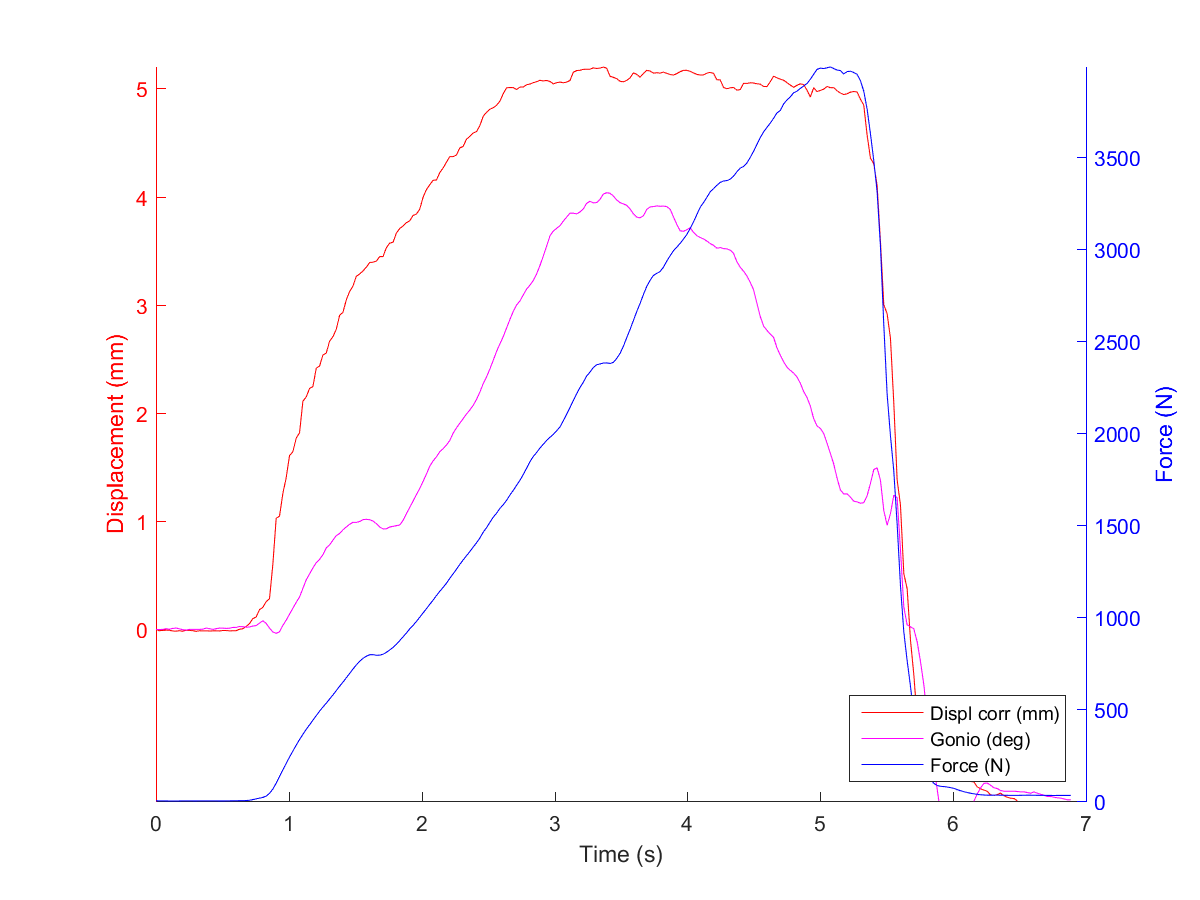 5
4
3
2
1
0
Displacement (mm)
3500
3000
2500
2000
1500
1000
500
0
Force (N)
Displ corr (mm)
Gonio (deg)
Force (N)
0 1 2 3 4 5 6 7
Time (s)